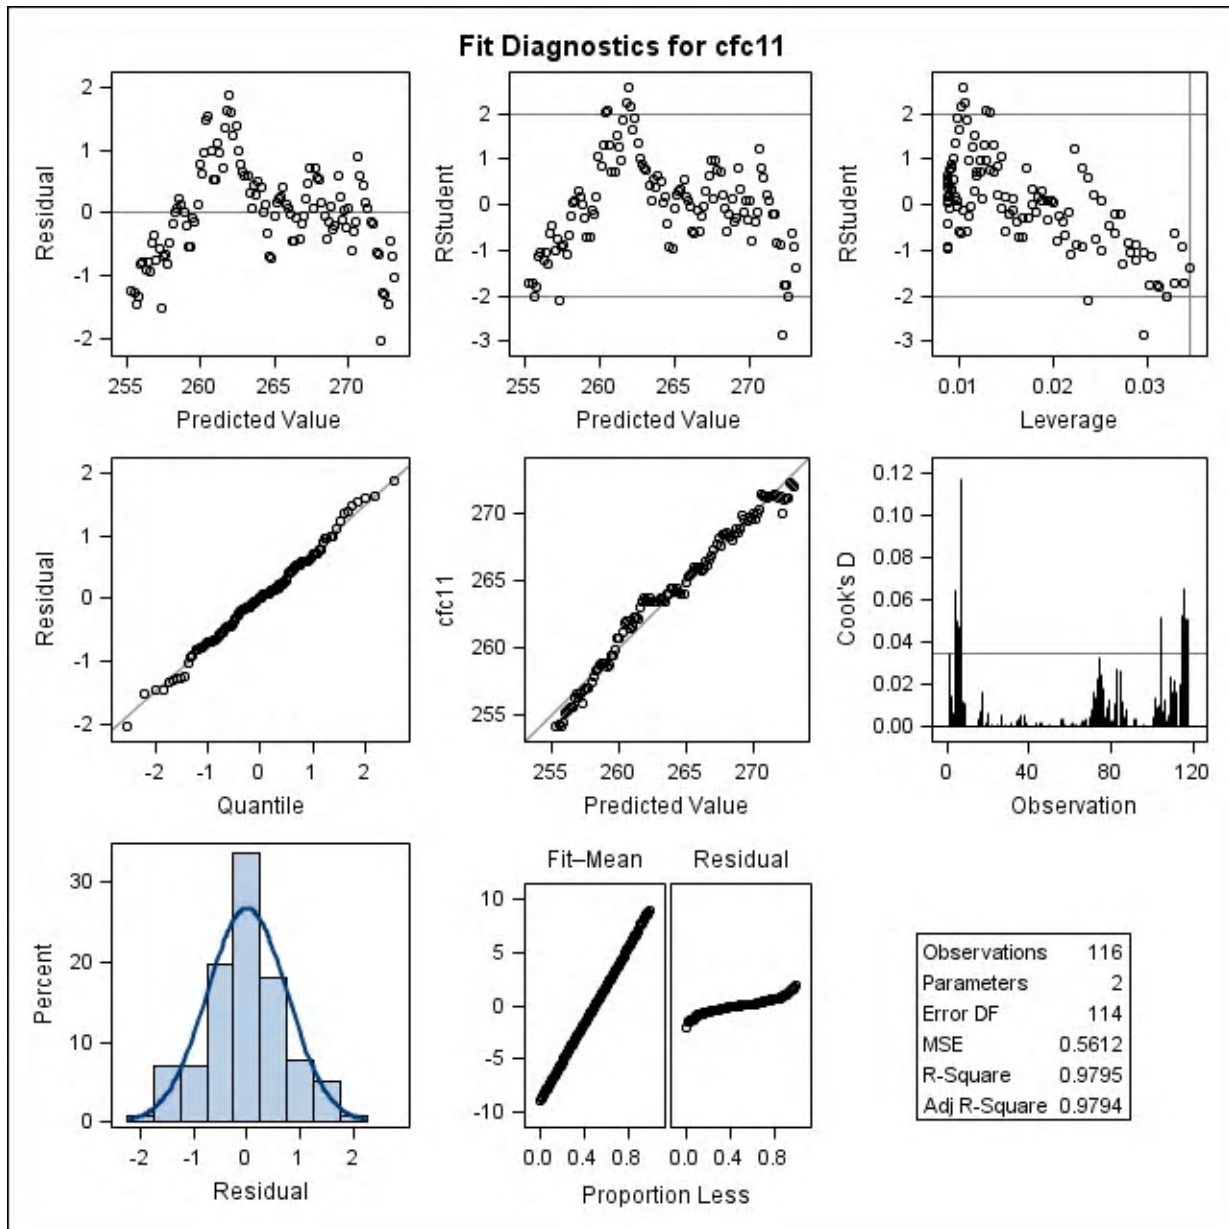 Fit Diagnostics for cfc11
2
1
0
-1
-2
Residual
255 260 265 270
Predicted Value
2
1
0
-1
-2
-3
RStudent
255 260 265 270
Predicted Value
2
1
0
-1
-2
-3
RStudent
0.01 0.02 0.03
Leverage
2
1
0
-1
-2
Residual
-2 -1 0 1 2
Quantile
270
265
260
255
cfc11
255 260 265 270
Predicted Value
0.12
0.10
0.08
0.06
0.04
0.02
0.00
Cook's D
0 40 80 120
Observation
30
20
10
0
Percent
-2 -1 0 1 2
Residual
Fit–Mean Residual
10
5
0
-5
-10
0.0 0.4 0.8 0.0 0.4 0.8
Proportion Less
Observations 116
Parameters 2
Error DF 114
MSE 0.5612
R-Square 0.9795
Adj R-Square 0.9794